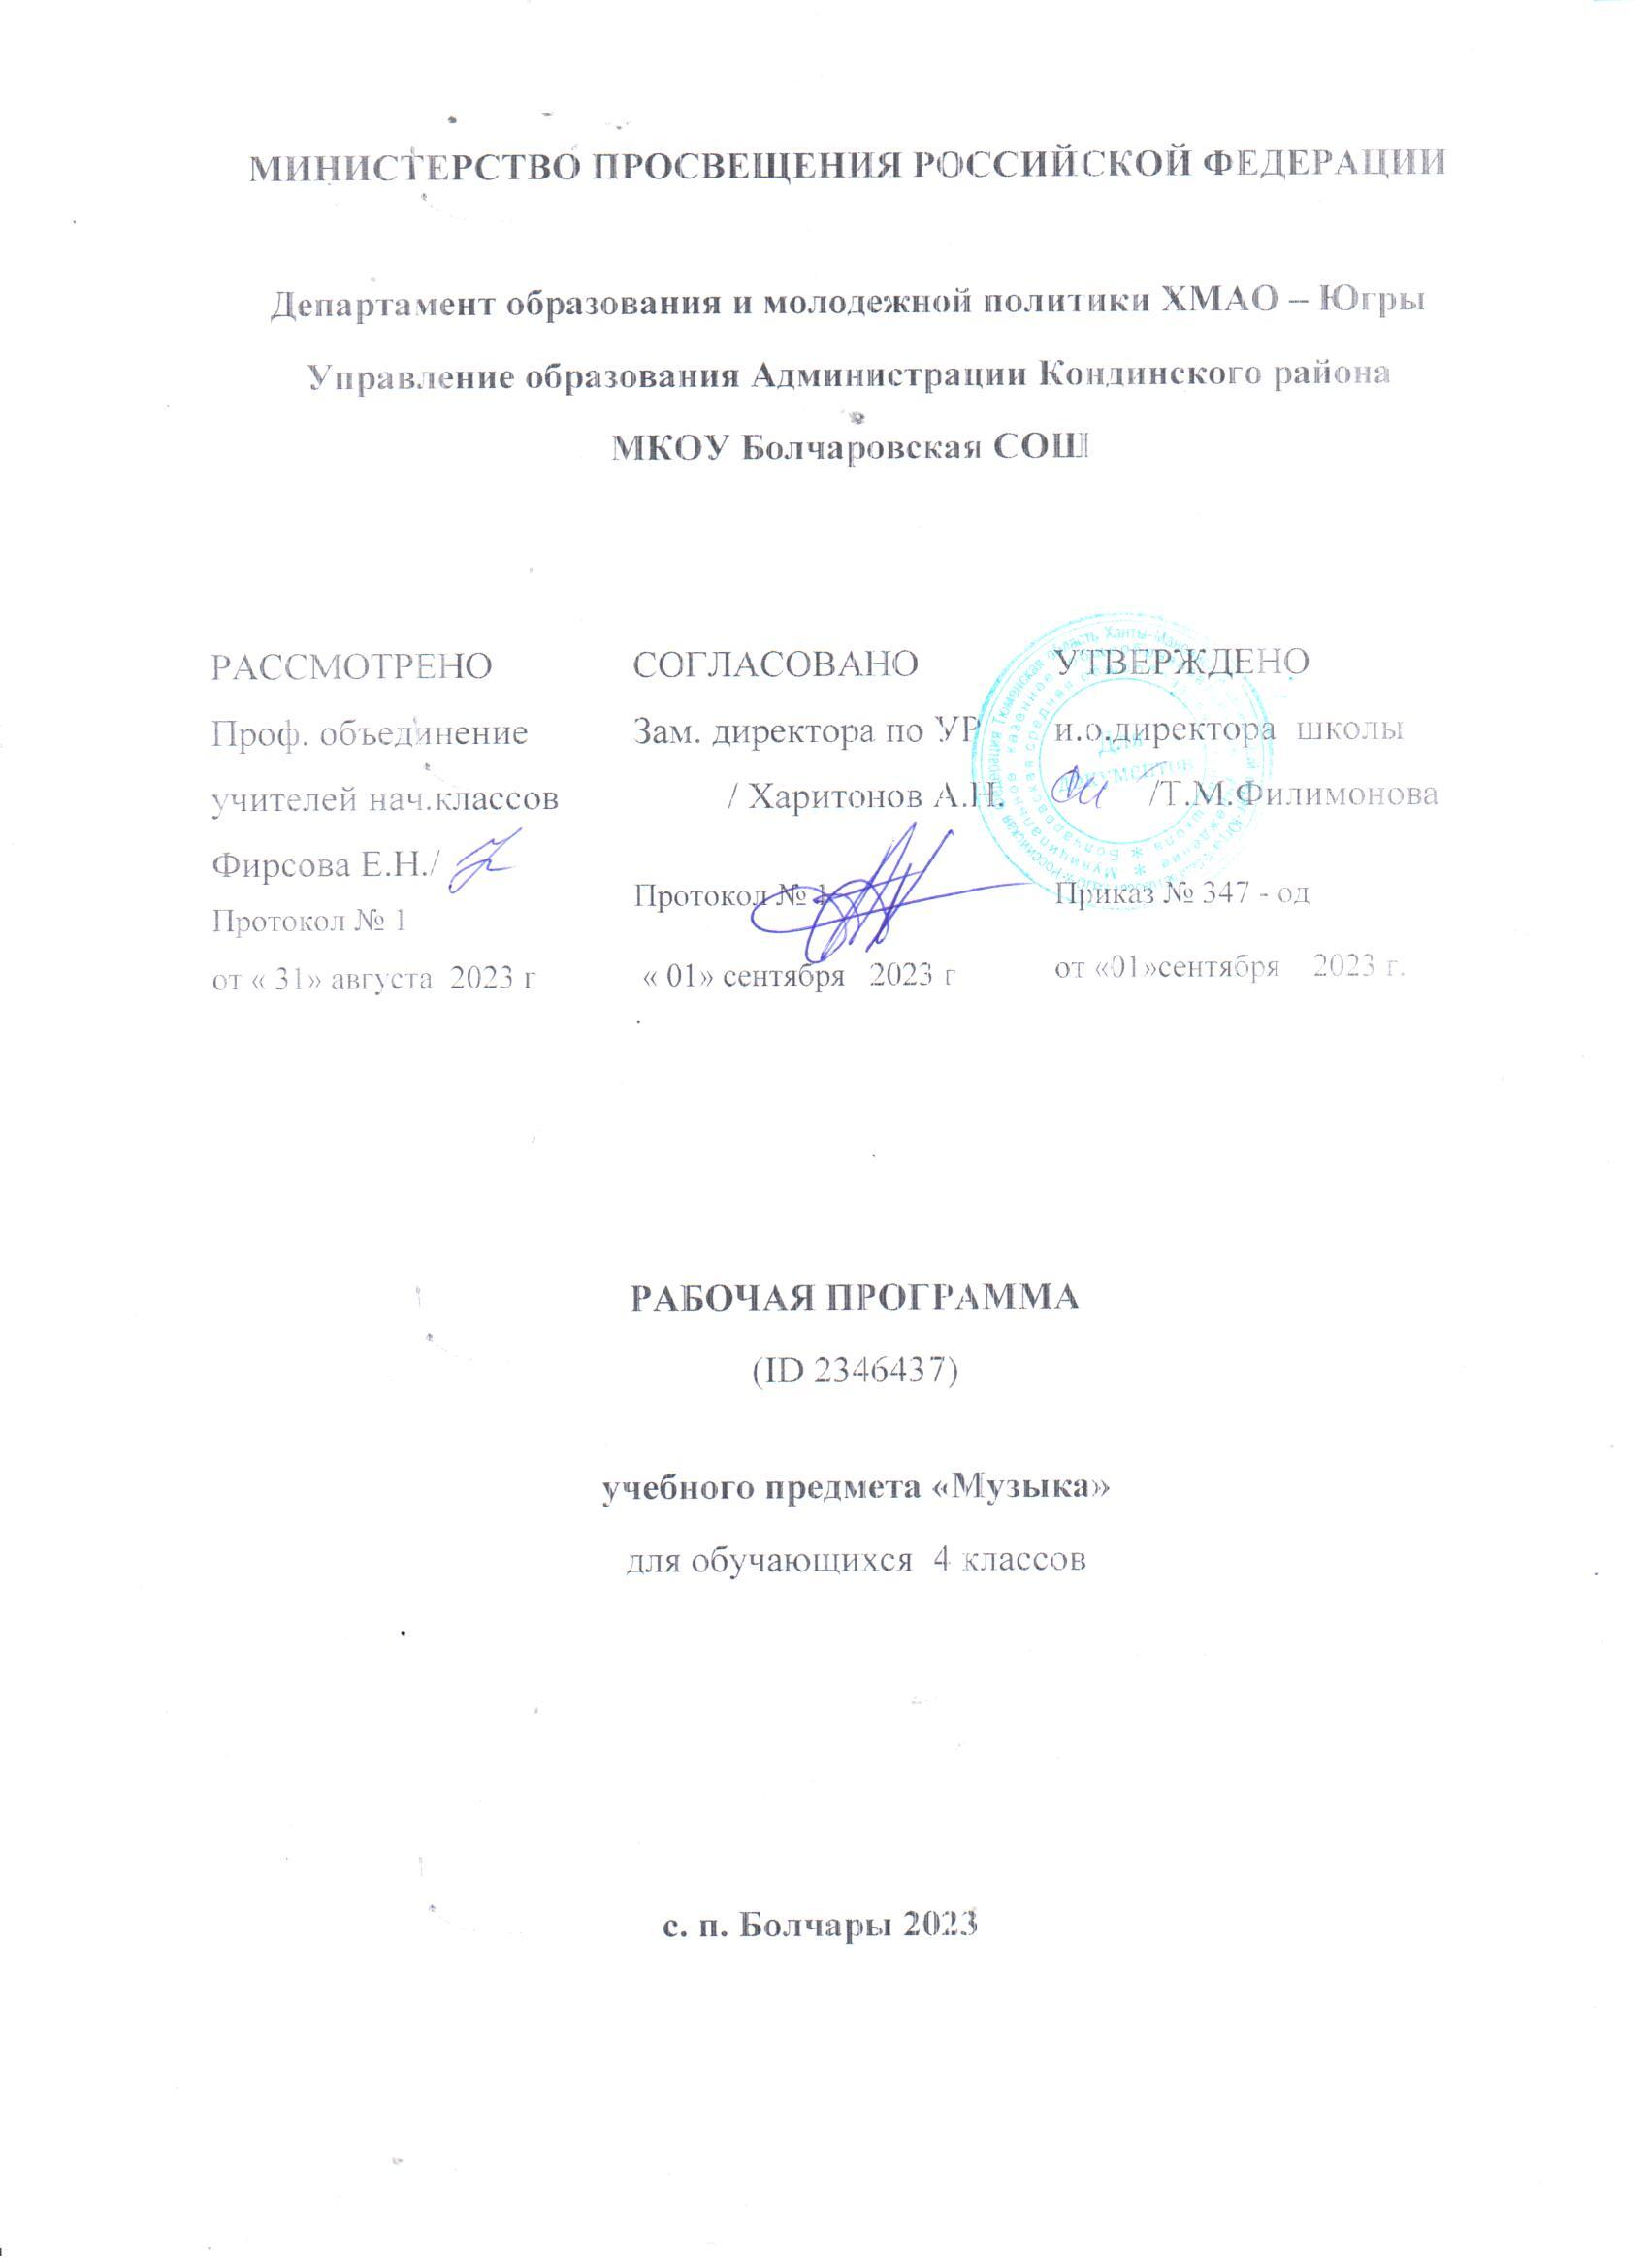 МИНИСТЕРСТВО ПРОСВЕЩЕНИЯ РОССИЙСКОЙ ФЕДЕРАЦИИ
Департамент образования и молодежной политики ХМАО – Югры
Управление образования Администрации Кондинского района
МКОУ Болчаровская СОШ
РАССМОТРЕНО
Проф. объединение
учителей нач.классов
Фирсова Е.Н./
Протокол № 1
от « 31» августа 2023 г
СОГЛАСОВАНО
Зам. директора по УР
/ Харитонов А.Н.
Протокол № 1
« 01» сентября 2023 г
УТВЕРЖДЕНО
и.о.директора школы
/Т.М.Филимонова
Приказ № 347 - од
от «01»сентября 2023 г.
Для
документов
РАБОЧАЯ ПРОГРАММА
(ID 2346437)
учебного предмета «Музыка»
для обучающихся 4 классов
с. п. Болчары 2023